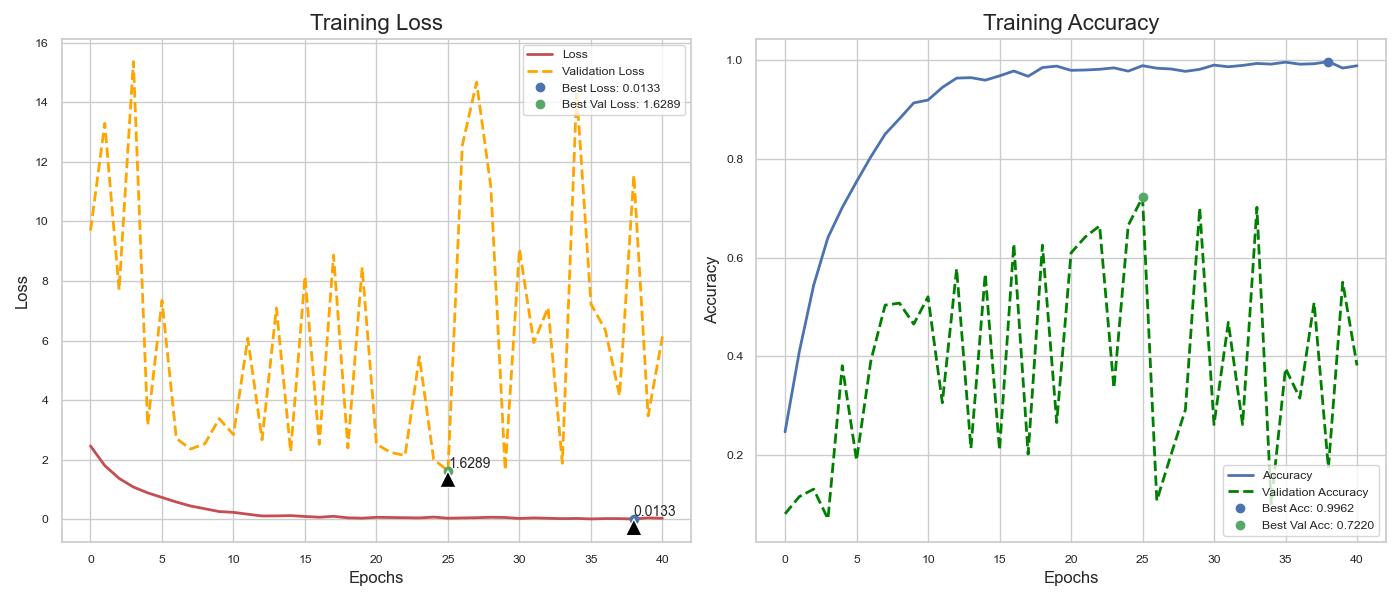 Training Loss
16
14
12
10
8
6
4
2
0
Loss
Loss
Validation Loss
Best Loss: 0.0133
Best Val Loss: 1.6289
1.6289
0.0133
0 5 10 15 20 25 30 35 40
Epochs
Training Accuracy
1.0
0.8
0.6
0.4
0.2
Accuracy
Accuracy
Validation Accuracy
Best Acc: 0.9962
Best Val Acc: 0.7220
0 5 10 15 20 25 30 35 40
Epochs